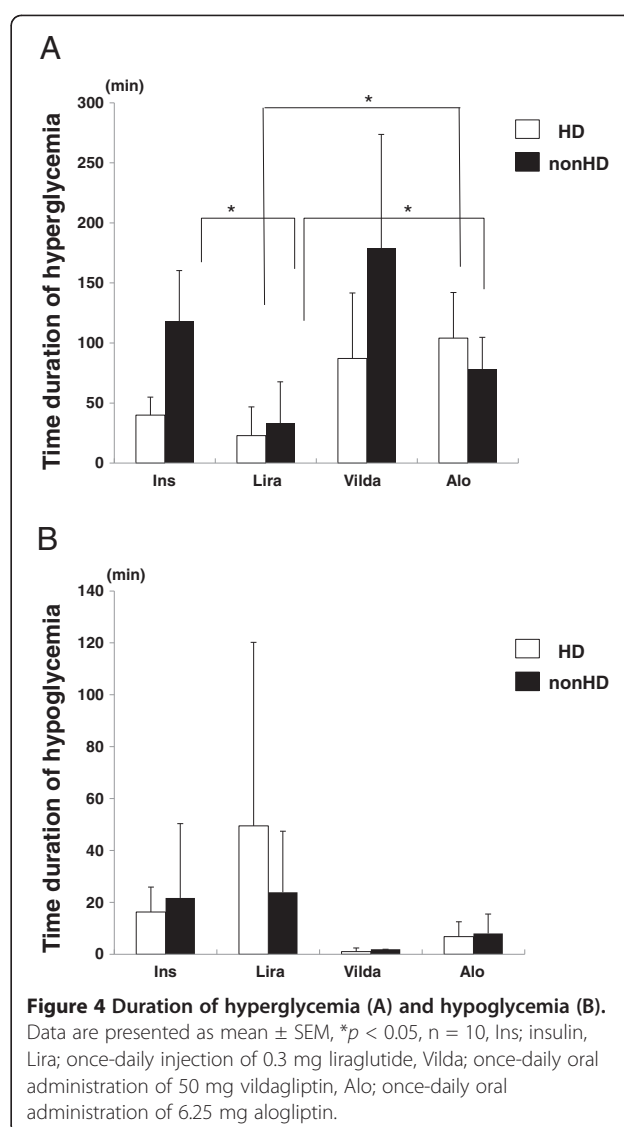 A
(min)
Time duration of hyperglycemia
300
250
200
150
100
50
0
*
*
*
HD
nonHD
Ins Lira Vilda Alo
B
(min)
Time duration of hypoglycemia
140
120
100
80
60
40
20
0
HD
nonHD
Ins Lira Vilda Alo
Figure 4 Duration of hyperglycemia (A) and hypoglycemia (B).
Data are presented as mean ± SEM, *p < 0.05, n = 10, Ins; insulin,
Lira; once-daily injection of 0.3 mg liraglutide, Vilda; once-daily oral
administration of 50 mg vildagliptin, Alo; once-daily oral
administration of 6.25 mg alogliptin.